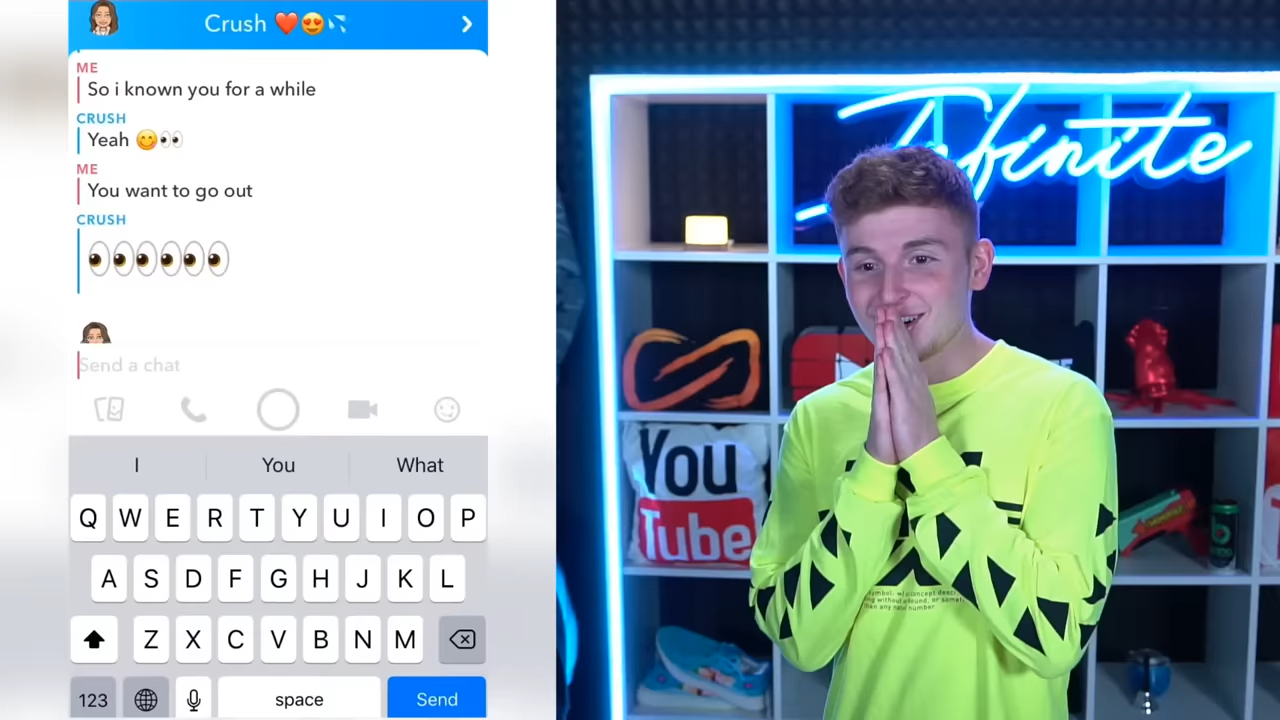 Crush ❤️😍💦
ME
So i known you for a while
CRUSH
Yeah 😋👀
ME
You want to go out
CRUSH
👀👀👀
Send a chat
I You What
Q W E R T Y U I O P
A S D F G H J K L
Z X C V B N M
123 space Send
Infinite
You
Tube